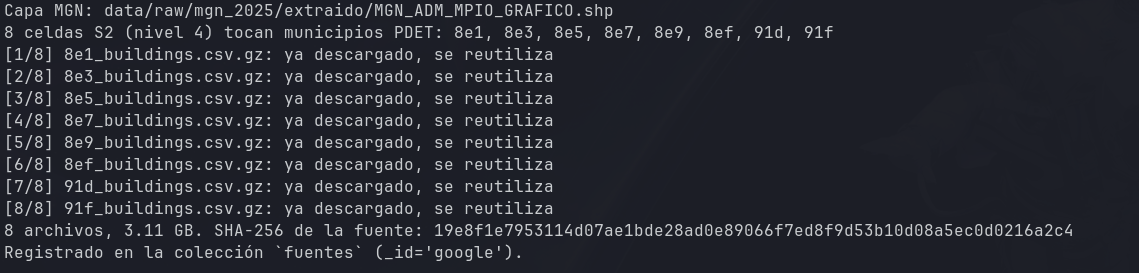 Capa MGN: data/raw/mgn_2025/extraido/MGN_ADM_MPIO_GRAFICO.shp
8 celdas S2 (nivel 4) tocan municipios PDET: 8e1, 8e3, 8e5, 8e7, 8e9, 8ef, 91d, 91f
[1/8] 8e1_buildings.csv.gz: ya descargado, se reutiliza
[2/8] 8e3_buildings.csv.gz: ya descargado, se reutiliza
[3/8] 8e5_buildings.csv.gz: ya descargado, se reutiliza
[4/8] 8e7_buildings.csv.gz: ya descargado, se reutiliza
[5/8] 8e9_buildings.csv.gz: ya descargado, se reutiliza
[6/8] 8ef_buildings.csv.gz: ya descargado, se reutiliza
[7/8] 91d_buildings.csv.gz: ya descargado, se reutiliza
[8/8] 91f_buildings.csv.gz: ya descargado, se reutiliza
8 archivos, 3.11 GB. SHA-256 de la fuente: 19e8f1e7953114d07ae1bde28ad0e89066f7ed8f9d53b10d08a5ec0d0216a2c4
Registrado en la colección `fuentes` (_id='google').